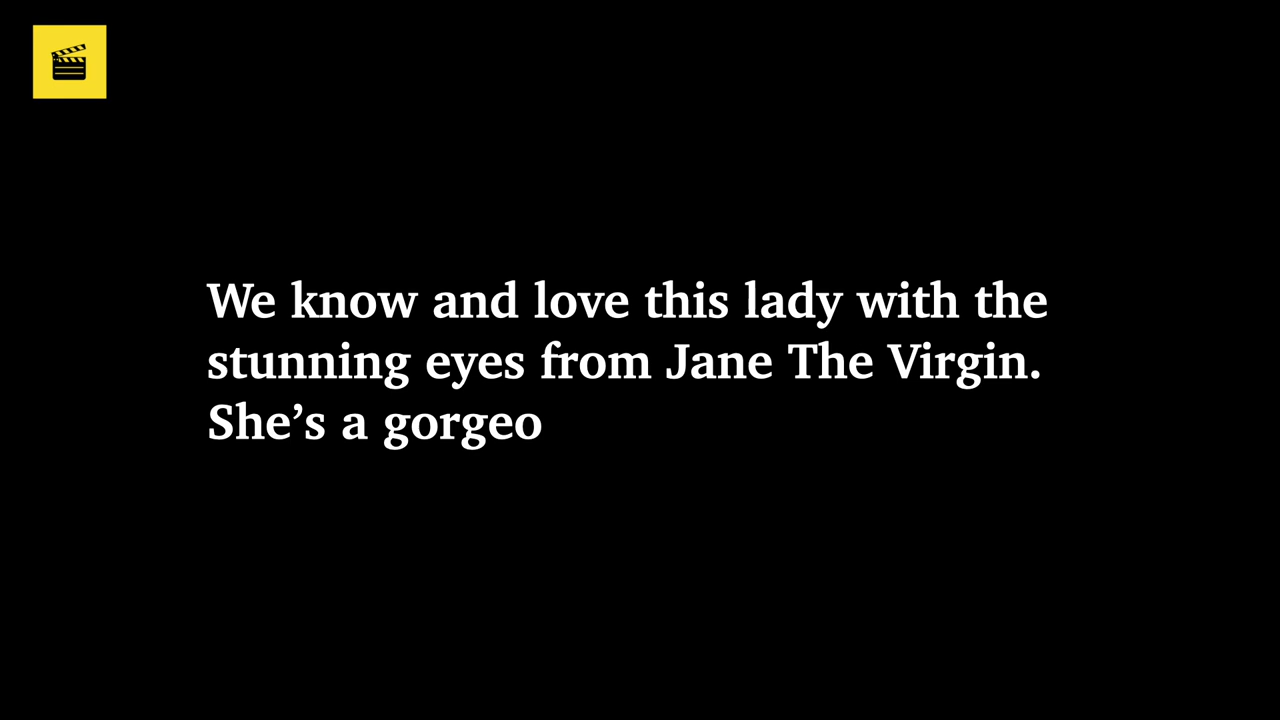 We know and love this lady with the
stunning eyes from Jane The Virgin.
She’s a gorgeo